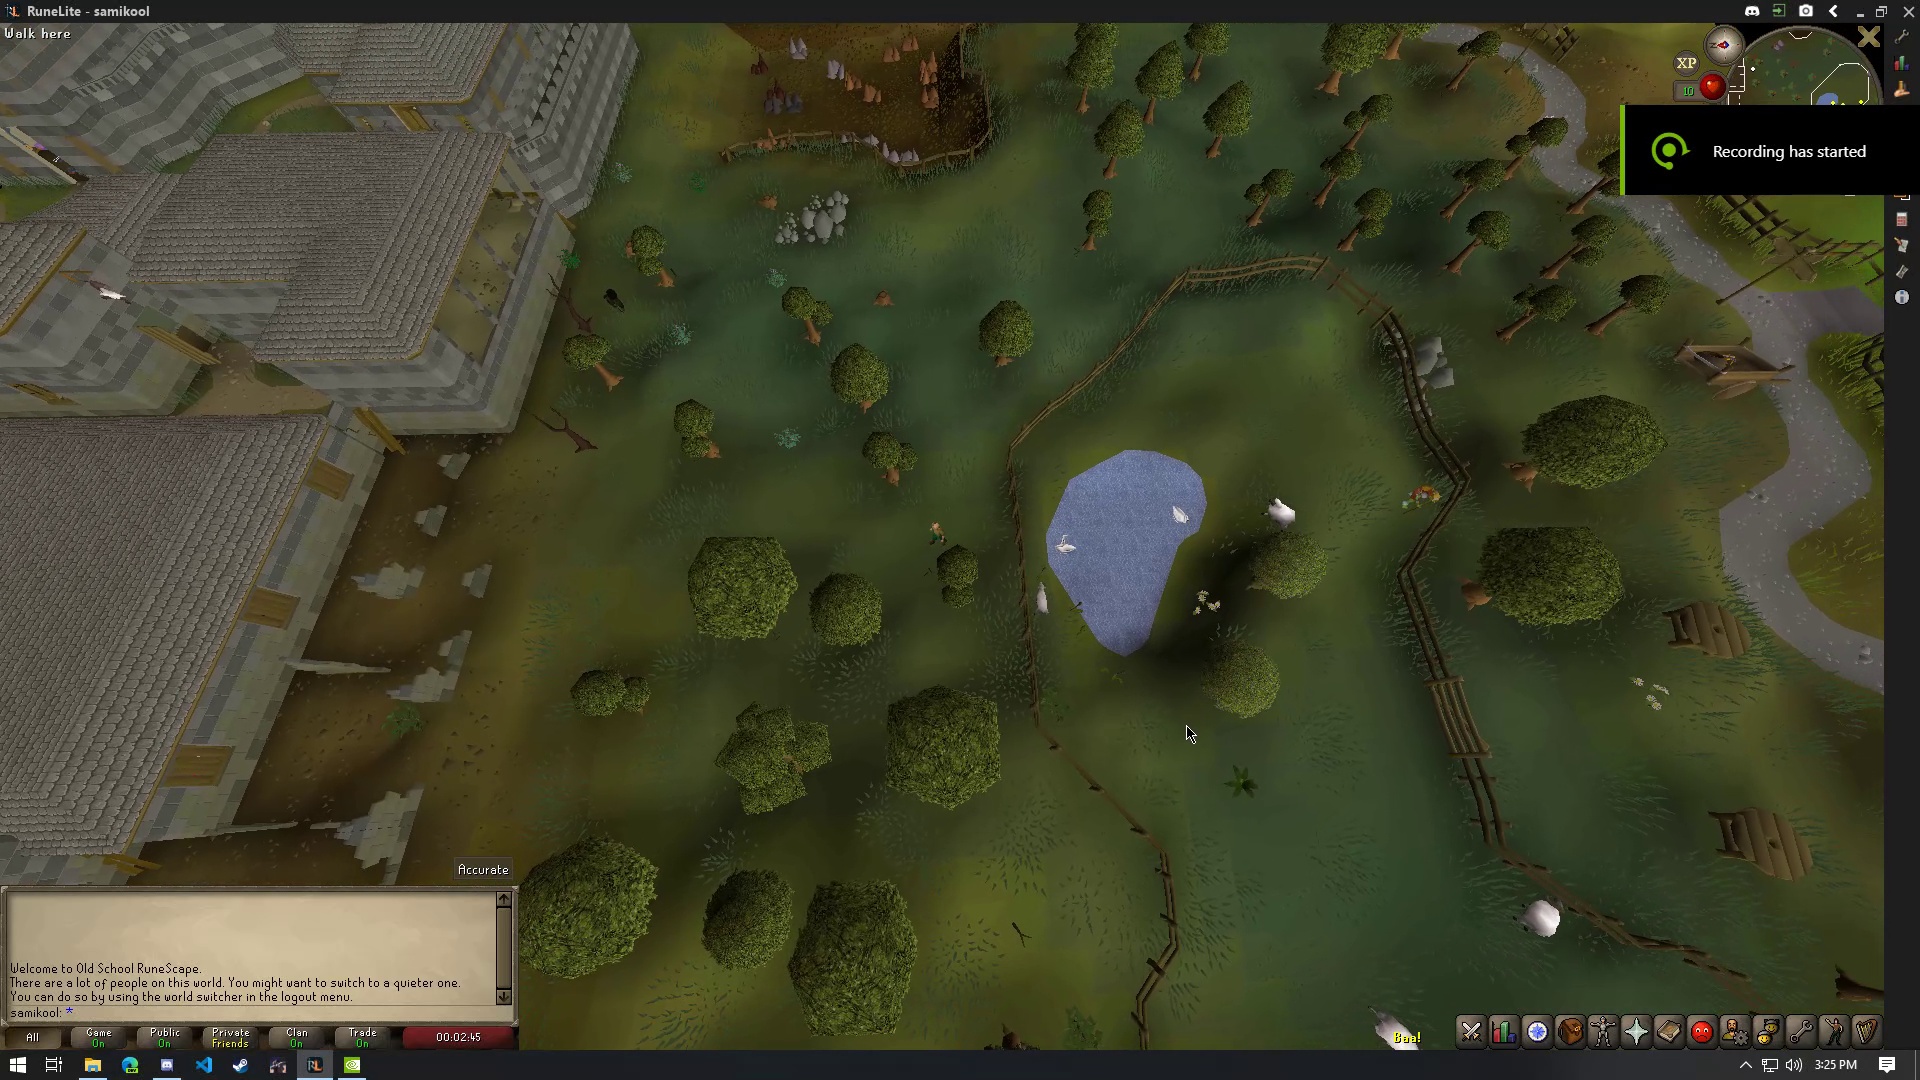 RuneLite - samikool
Walk here
XP
10
Recording has started
Accurate
Welcome to Old School RuneScape.
There are a lot of people on this world. You might want to switch to a quieter one.
You can do so by using the world switcher in the logout menu.
samikool: *
All
Game
On
Public
On
Private
Friends
Clan
On
Trade
On
00:02:45
Baa!
3:25 PM